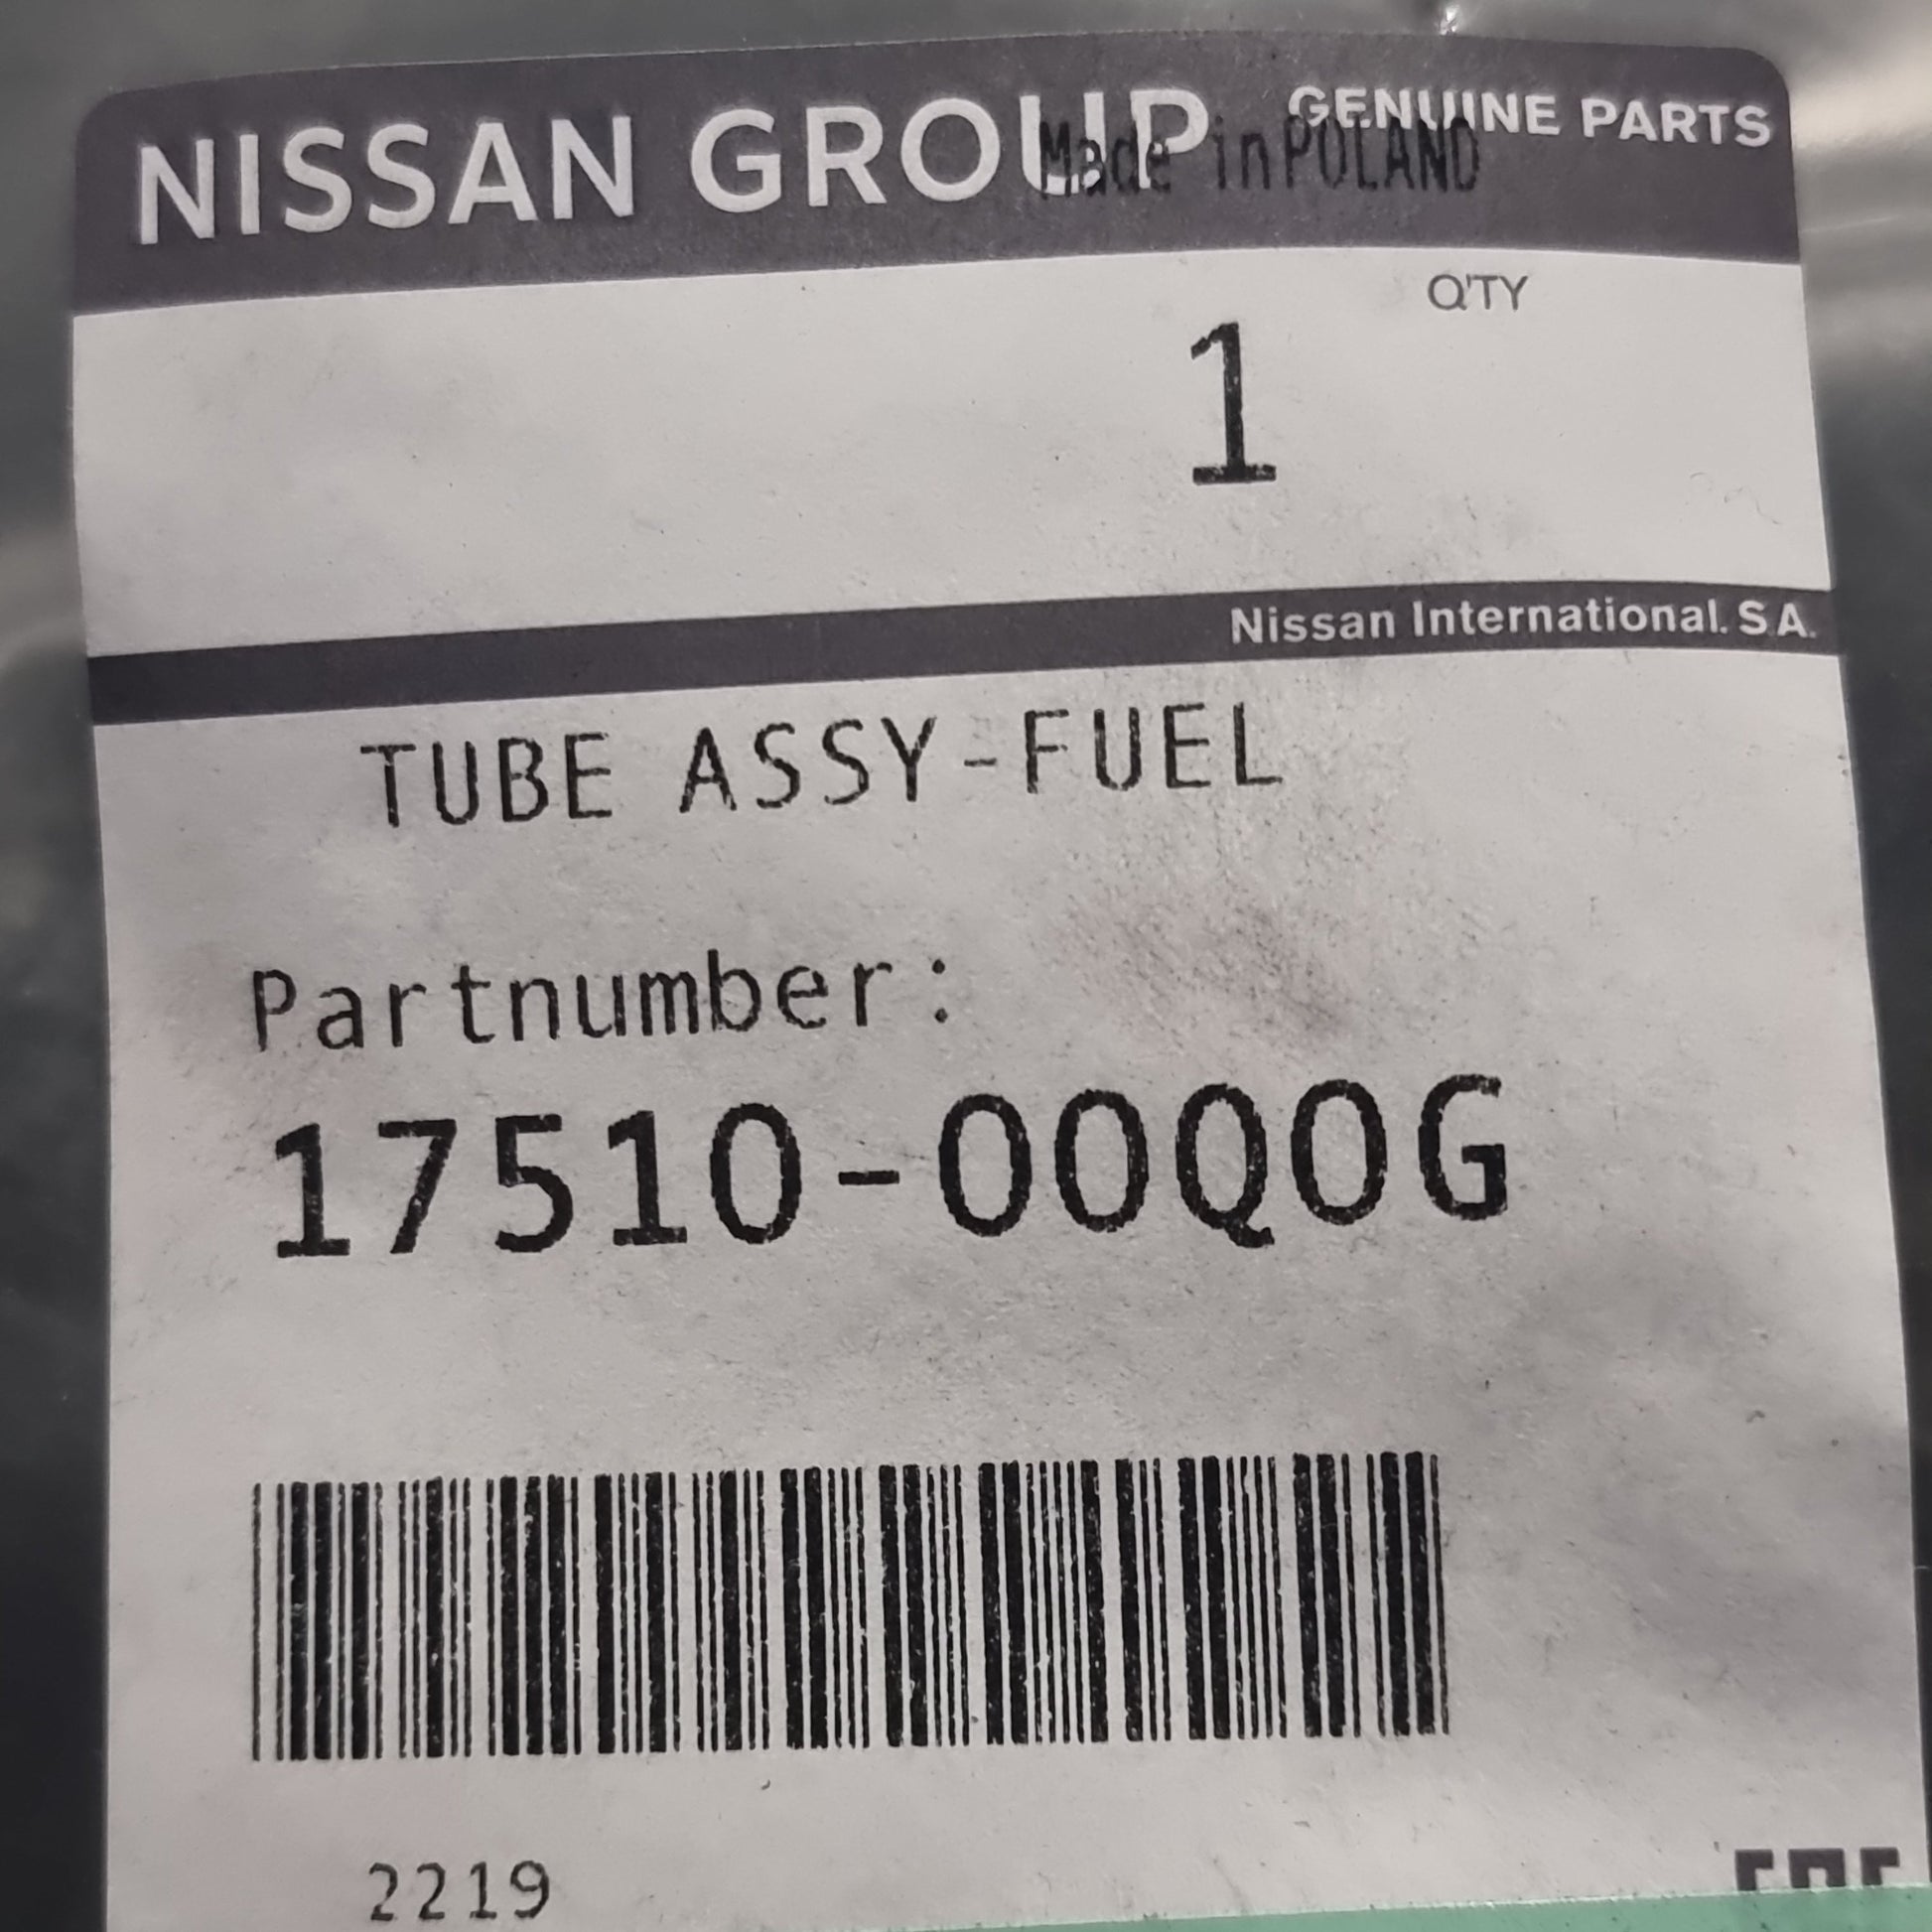 NISSAN GROUP GENUINE PARTS
Made in POLAND
Q'TY
1
Nissan International. S.A.
TUBE ASSY-FUEL
Partnumber:
17510-00Q0G
2219